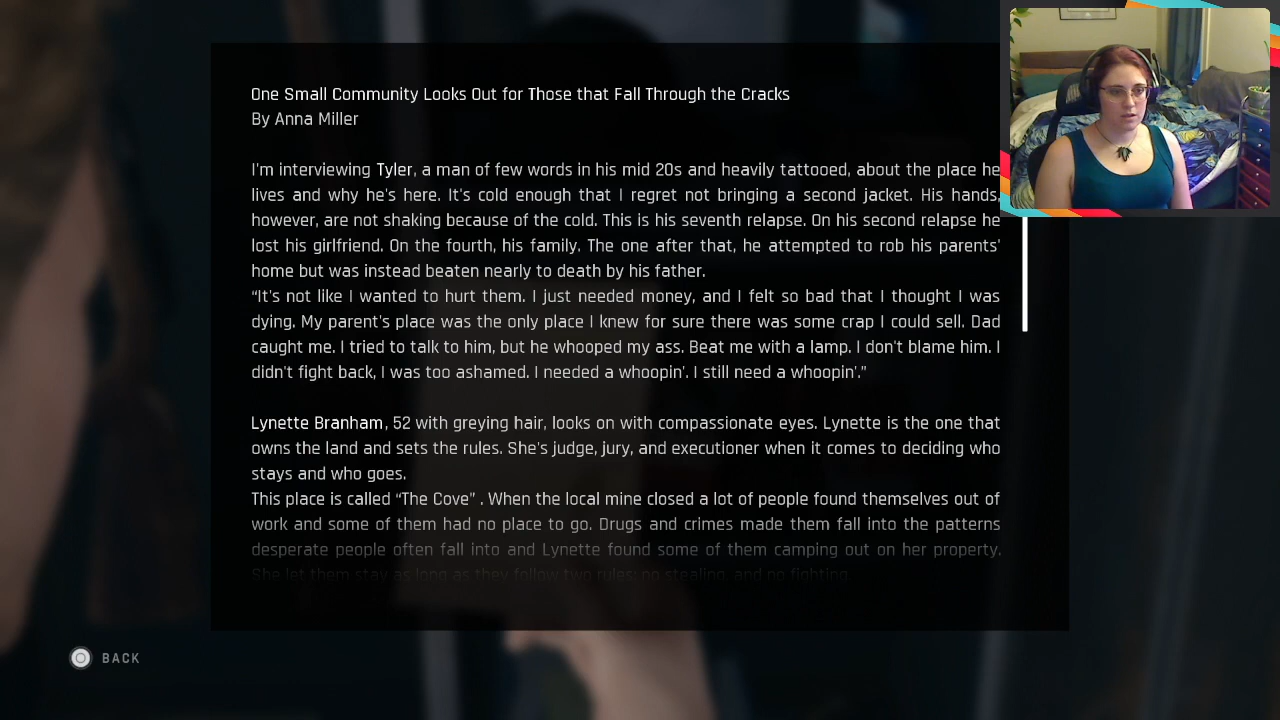 One Small Community Looks Out for Those that Fall Through the Cracks
By Anna Miller
I'm interviewing Tyler, a man of few words in his mid 20s and heavily tattooed, about the place he
lives and why he's here. It's cold enough that I regret not bringing a second jacket. His hands,
however, are not shaking because of the cold. This is his seventh relapse. On his second relapse he
lost his girlfriend. On the fourth, his family. The one after that, he attempted to rob his parents'
home but was instead beaten nearly to death by his father.
“It's not like I wanted to hurt them. I just needed money, and I felt so bad that I thought I was
dying. My parent's place was the only place I knew for sure there was some crap I could sell. Dad
caught me. I tried to talk to him, but he whooped my ass. Beat me with a lamp. I don't blame him. I
didn't fight back, I was too ashamed. I needed a whoopin'. I still need a whoopin'.”
Lynette Branham, 52 with greying hair, looks on with compassionate eyes. Lynette is the one that
owns the land and sets the rules. She's judge, jury, and executioner when it comes to deciding who
stays and who goes.
This place is called “The Cove” . When the local mine closed a lot of people found themselves out of
work and some of them had no place to go. Drugs and crimes made them fall into the patterns
desperate people often fall into and Lynette found some of them camping out on her property.
She let them stay as long as they follow two rules: no stealing, and no fighting.
BACK